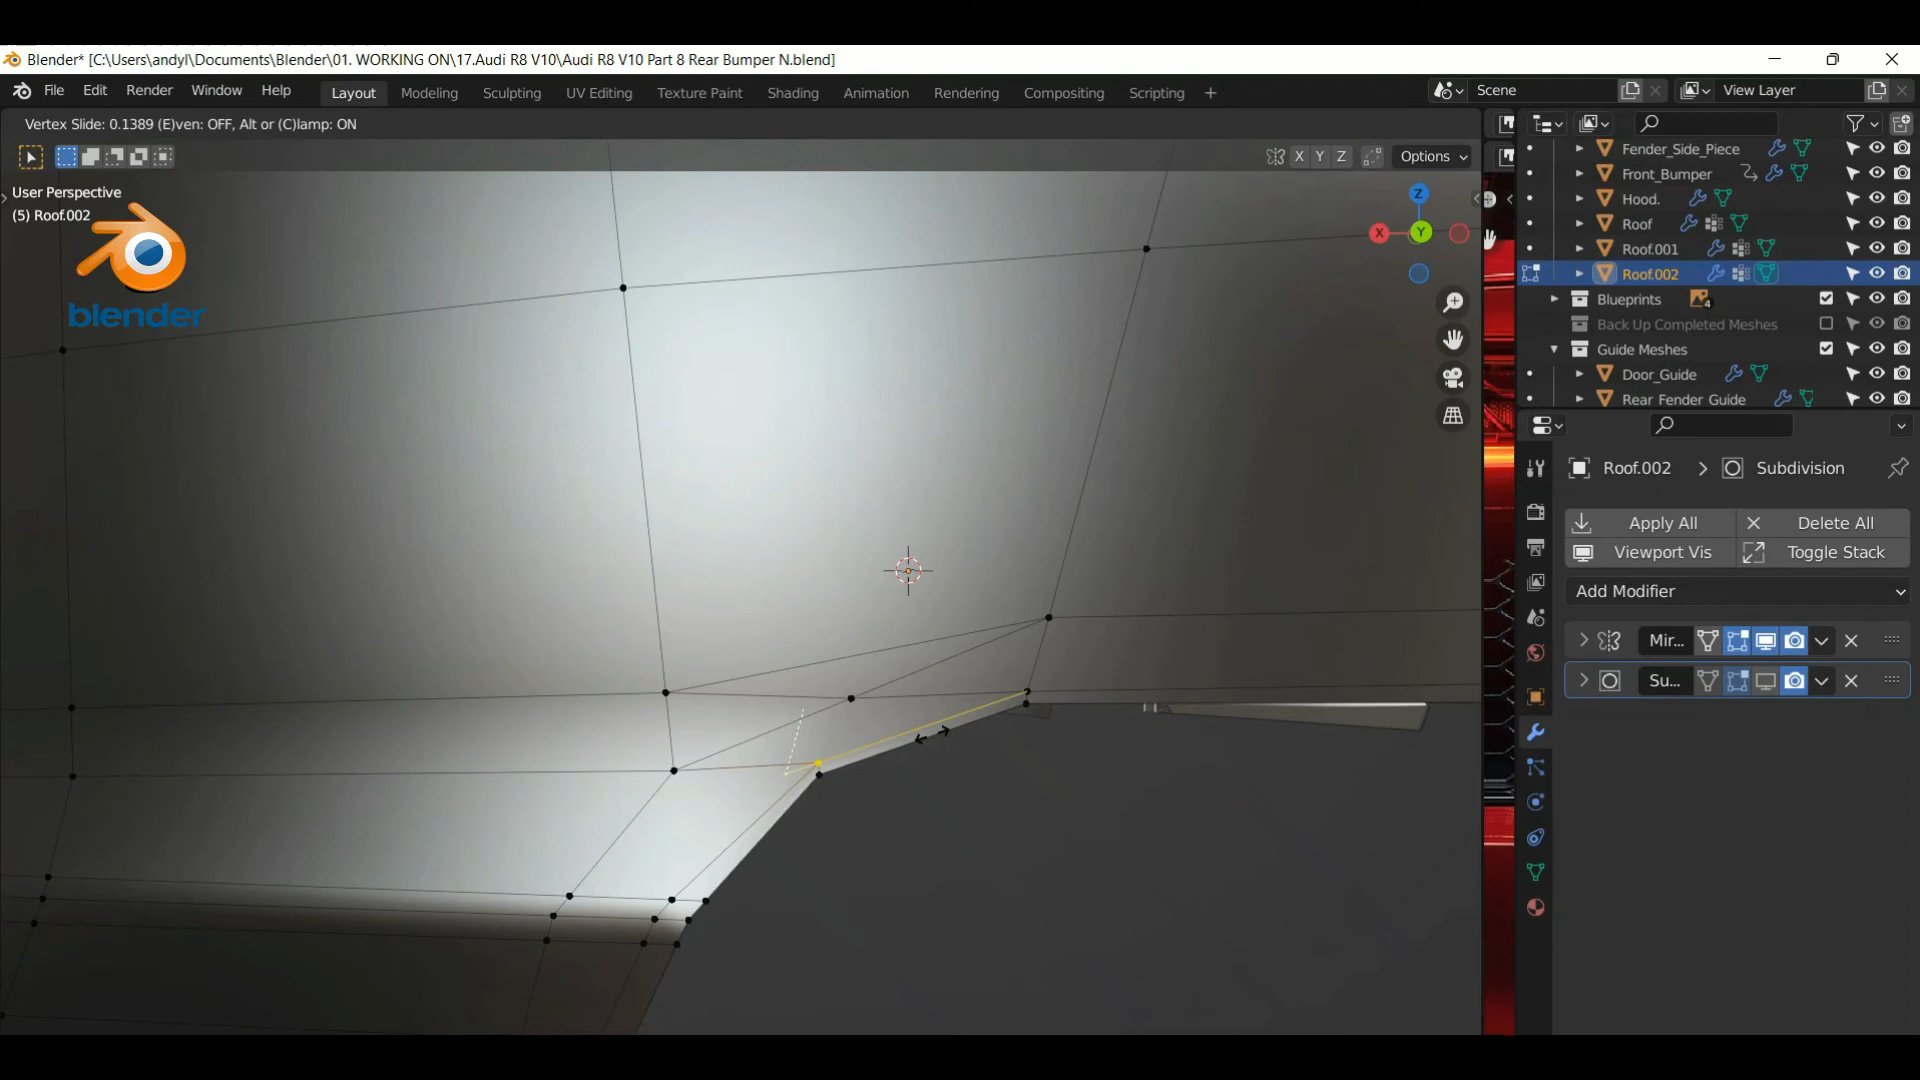 Blender* [C:\Users\andyl\Documents\Blender\01. WORKING ON\17.Audi R8 V10\Audi R8 V10 Part 8 Rear Bumper N.blend]
File Edit Render Window Help Layout Modeling Sculpting UV Editing Texture Paint Shading Animation Rendering Compositing Scripting + Scene View Layer
Vertex Slide: 0.1389 (E)ven: OFF, Alt or (C)lamp: ON
X Y Z Options
User Perspective
(5) Roof.002
blender
Z
X
Y
Fender_Side_Piece
Front_Bumper
Hood.
Roof
Roof.001
Roof.002
Blueprints 4
Back Up Completed Meshes
Guide Meshes
Door_Guide
Rear Fender Guide
Roof.002 > Subdivision
Apply All Delete All
Viewport Vis Toggle Stack
Add Modifier
Mir...
Su...